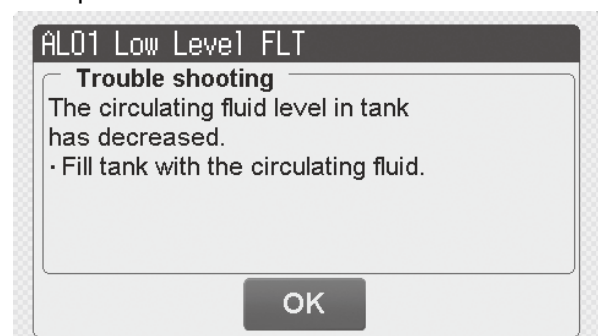 AL01 Low Level FLT
Trouble shooting
The circulating fluid level in tank
has decreased.
· Fill tank with the circulating fluid.
OK